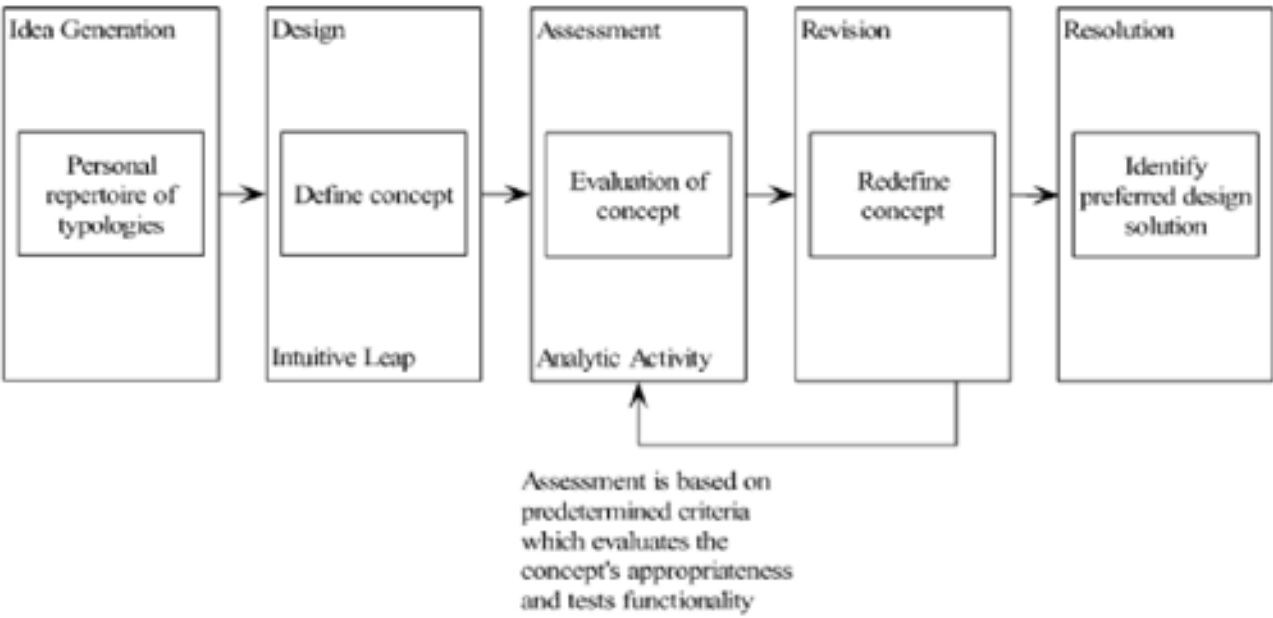 Idea Generation
Personal
repertoire of
typologies
Design
Define concept
Intuitive Leap
Assessment
Evaluation of
concept
Analytic Activity
Revision
Redefine
concept
Resolution
Identify
preferred design
solution
Assessment is based on
predetermined criteria
which evaluates the
concept's appropriateness
and tests functionality